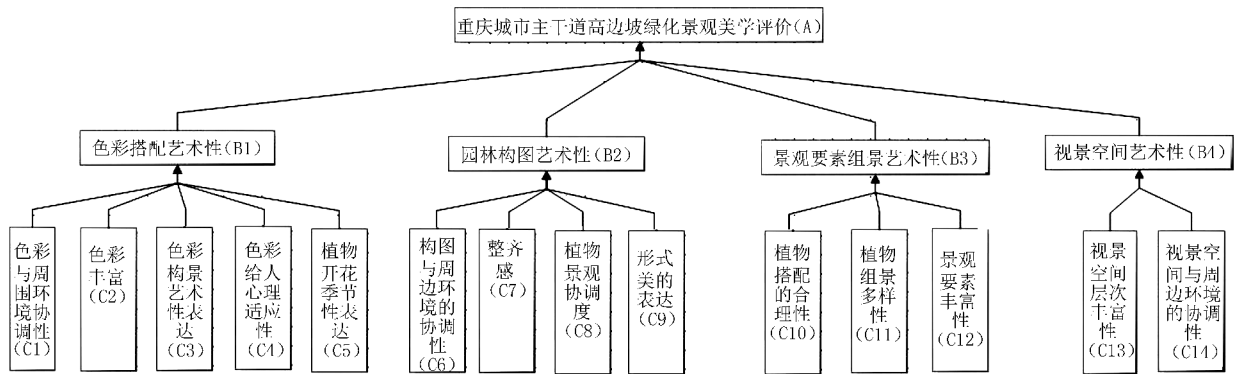 重庆城市主干道高边坡绿化景观美学评价(A)
色彩搭配艺术性(B1)
园林构图艺术性(B2)
景观要素组景艺术性(B3)
视景空间艺术性(B4)
色彩
与周
围环
境协
调性
(C1)
色彩
丰富
(C2)
色彩
构景
艺术
性表
达
(C3)
色彩
给人
心理
适应
性
(C4)
植物
开花
季节
性表
达
(C5)
构图
与周
边环
境的
协调
性
(C6)
整齐
感
(C7)
植物
景观
协调
度
(C8)
形式
美的
表达
(C9)
植物
搭配
的合
理性
(C10)
植物
组景
多样
性
(C11)
景观
要素
丰富
性
(C12)
视景
空间
层次
丰富
性
(C13)
视景空
间与周
边环境
的协调
性
(C14)